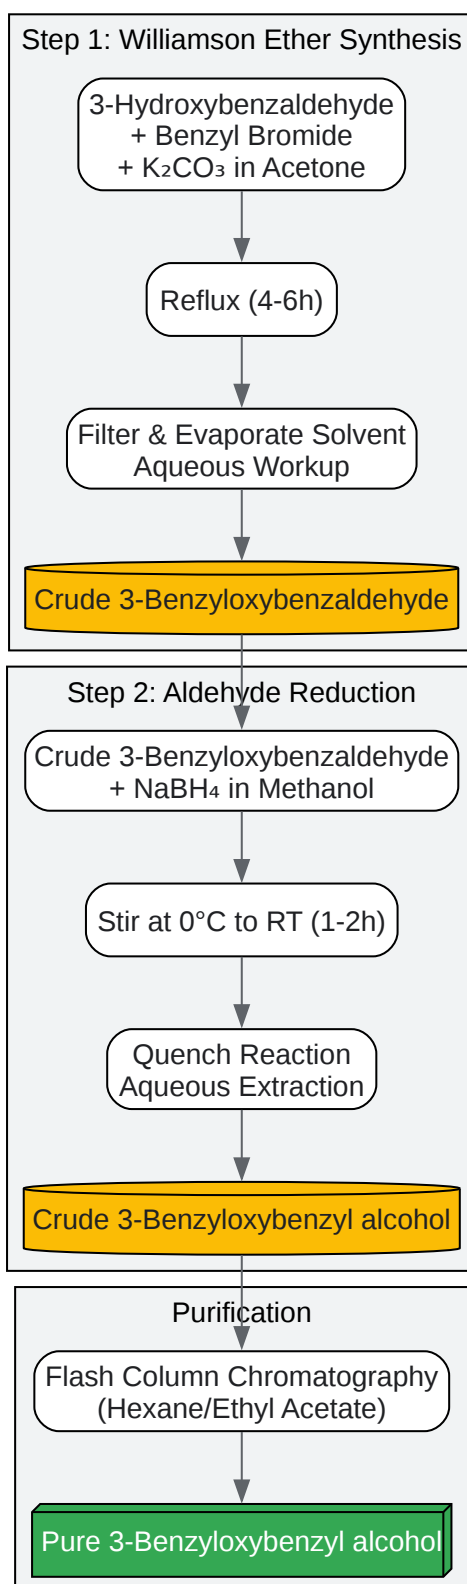 Step 1: Williamson Ether Synthesis
3-Hydroxybenzaldehyde
+ Benzyl Bromide
+ K₂CO₃ in Acetone
Reflux (4-6h)
Filter & Evaporate Solvent
Aqueous Workup
Crude 3-Benzyloxybenzaldehyde
Step 2: Aldehyde Reduction
Crude 3-Benzyloxybenzaldehyde
+ NaBH₄ in Methanol
Stir at 0°C to RT (1-2h)
Quench Reaction
Aqueous Extraction
Crude 3-Benzyloxybenzyl alcohol
Purification
Flash Column Chromatography
(Hexane/Ethyl Acetate)
Pure 3-Benzyloxybenzyl alcohol